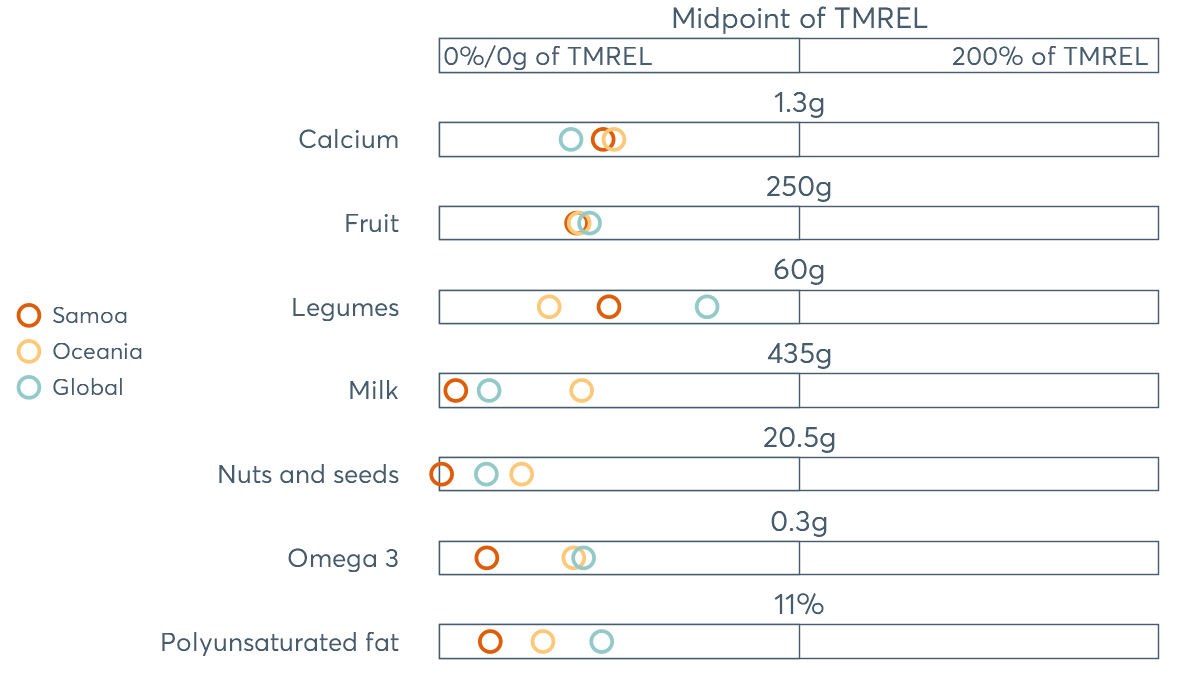 Midpoint of TMREL
0%/0g of TMREL 200% of TMREL
1.3g
Calcium
250g
Fruit
60g
Legumes
435g
Milk
20.5g
Nuts and seeds
0.3g
Omega 3
11%
Polyunsaturated fat
Samoa
Oceania
Global